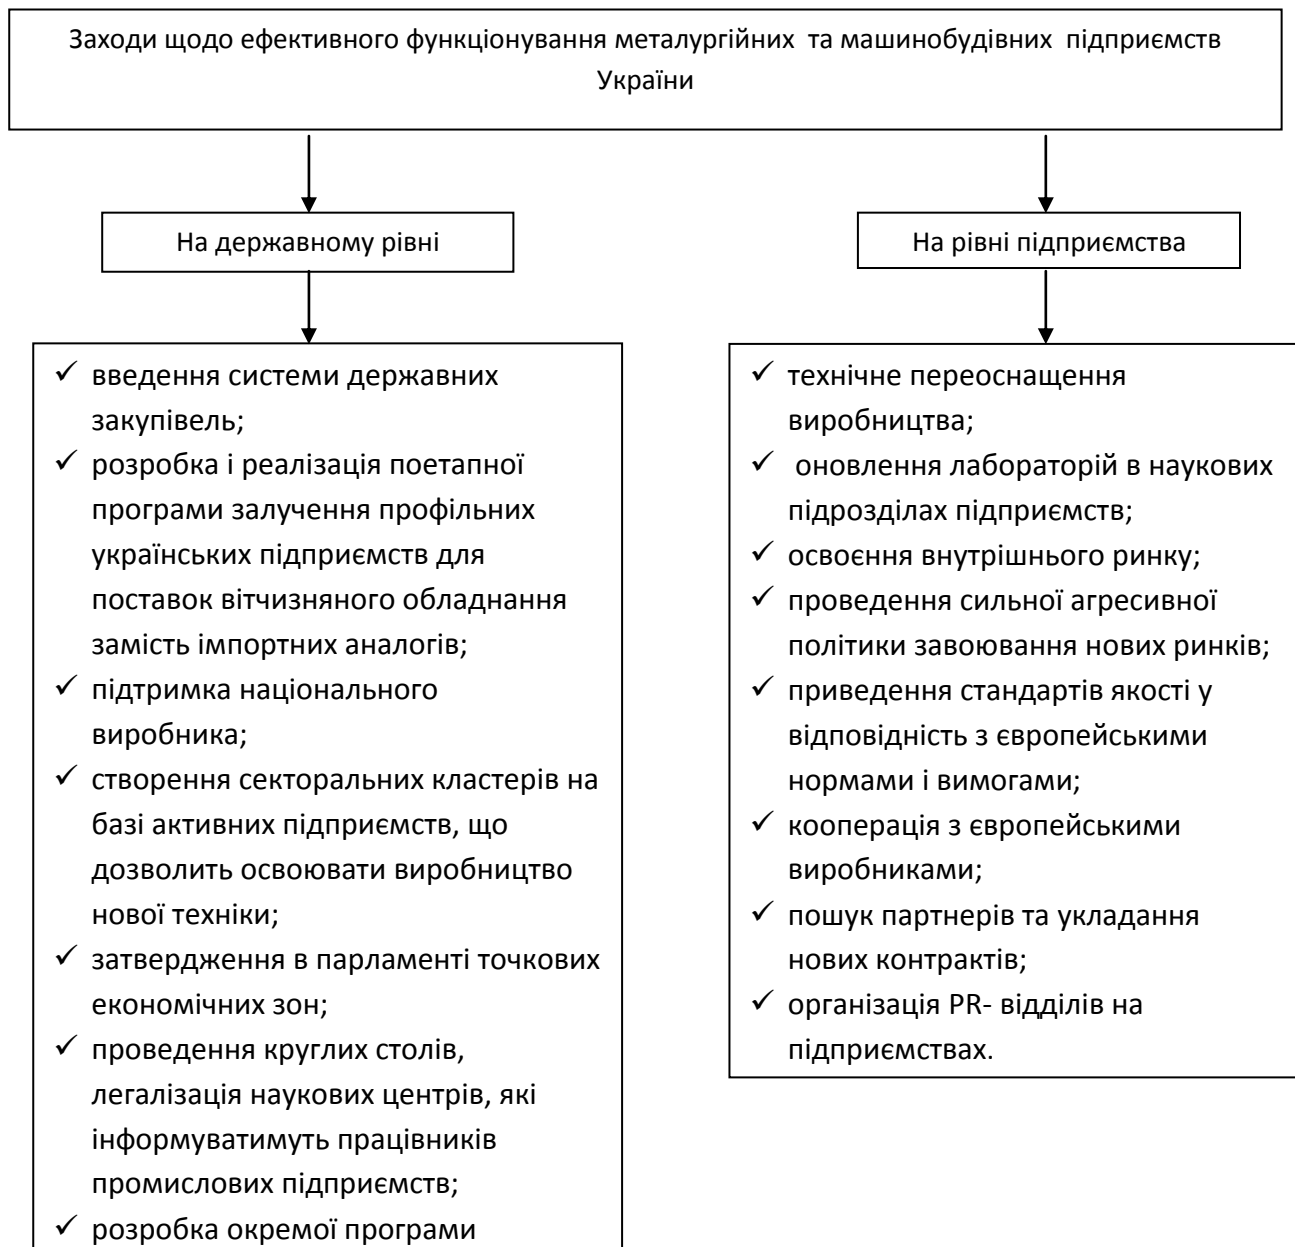 Заходи щодо ефективного функціонування металургійних та машинобудівних підприємств
України
На державному рівні
На рівні підприємства
✓ введення системи державних
закупівель;
✓ розробка і реалізація поетапної
програми залучення профільних
українських підприємств для
поставок вітчизняного обладнання
замість імпортних аналогів;
✓ підтримка національного
виробника;
✓ створення секторальних кластерів на
базі активних підприємств, що
дозволить освоювати виробництво
нової техніки;
✓ затвердження в парламенті точкових
економічних зон;
✓ проведення круглих столів,
легалізація наукових центрів, які
інформуватимуть працівників
промислових підприємств;
✓ розробка окремої програми
✓ технічне переоснащення
виробництва;
✓ оновлення лабораторій в наукових
підрозділах підприємств;
✓ освоєння внутрішнього ринку;
✓ проведення сильної агресивної
політики завоювання нових ринків;
✓ приведення стандартів якості у
відповідність з європейськими
нормами і вимогами;
✓ кооперація з європейськими
виробниками;
✓ пошук партнерів та укладання
нових контрактів;
✓ організація PR- відділів на
підприємствах.